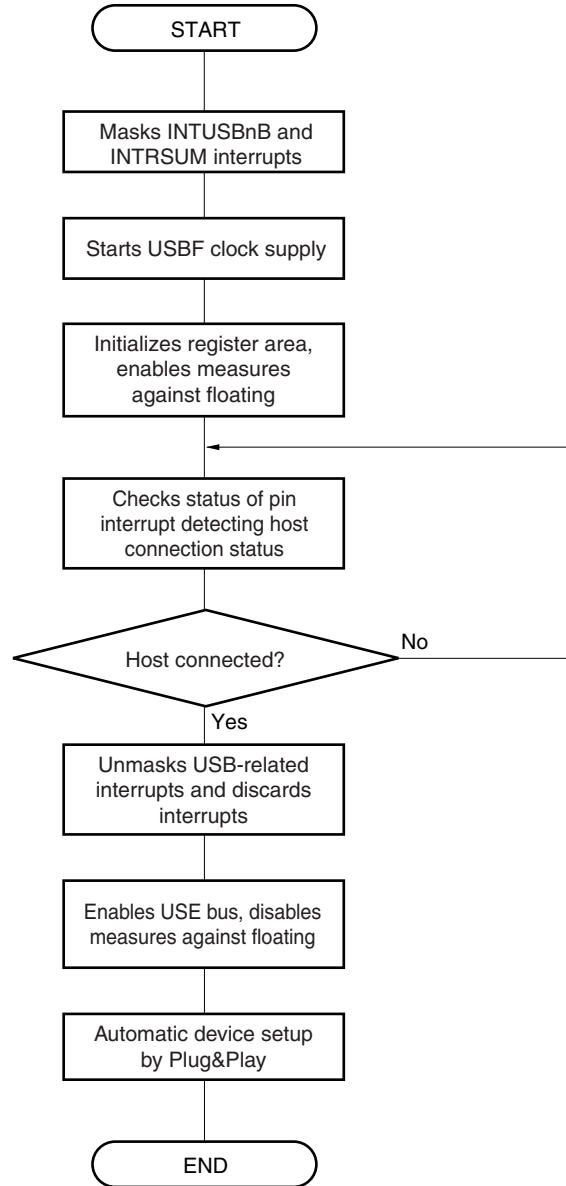 START
Masks INTUSBnB and
INTRSUM interrupts
Starts USBF clock supply
Initializes register area,
enables measures
against floating
Checks status of pin
interrupt detecting host
connection status
Host connected?
No
Yes
Unmasks USB-related
interrupts and discards
interrupts
Enables USE bus, disables
measures against floating
Automatic device setup
by Plug&Play
END